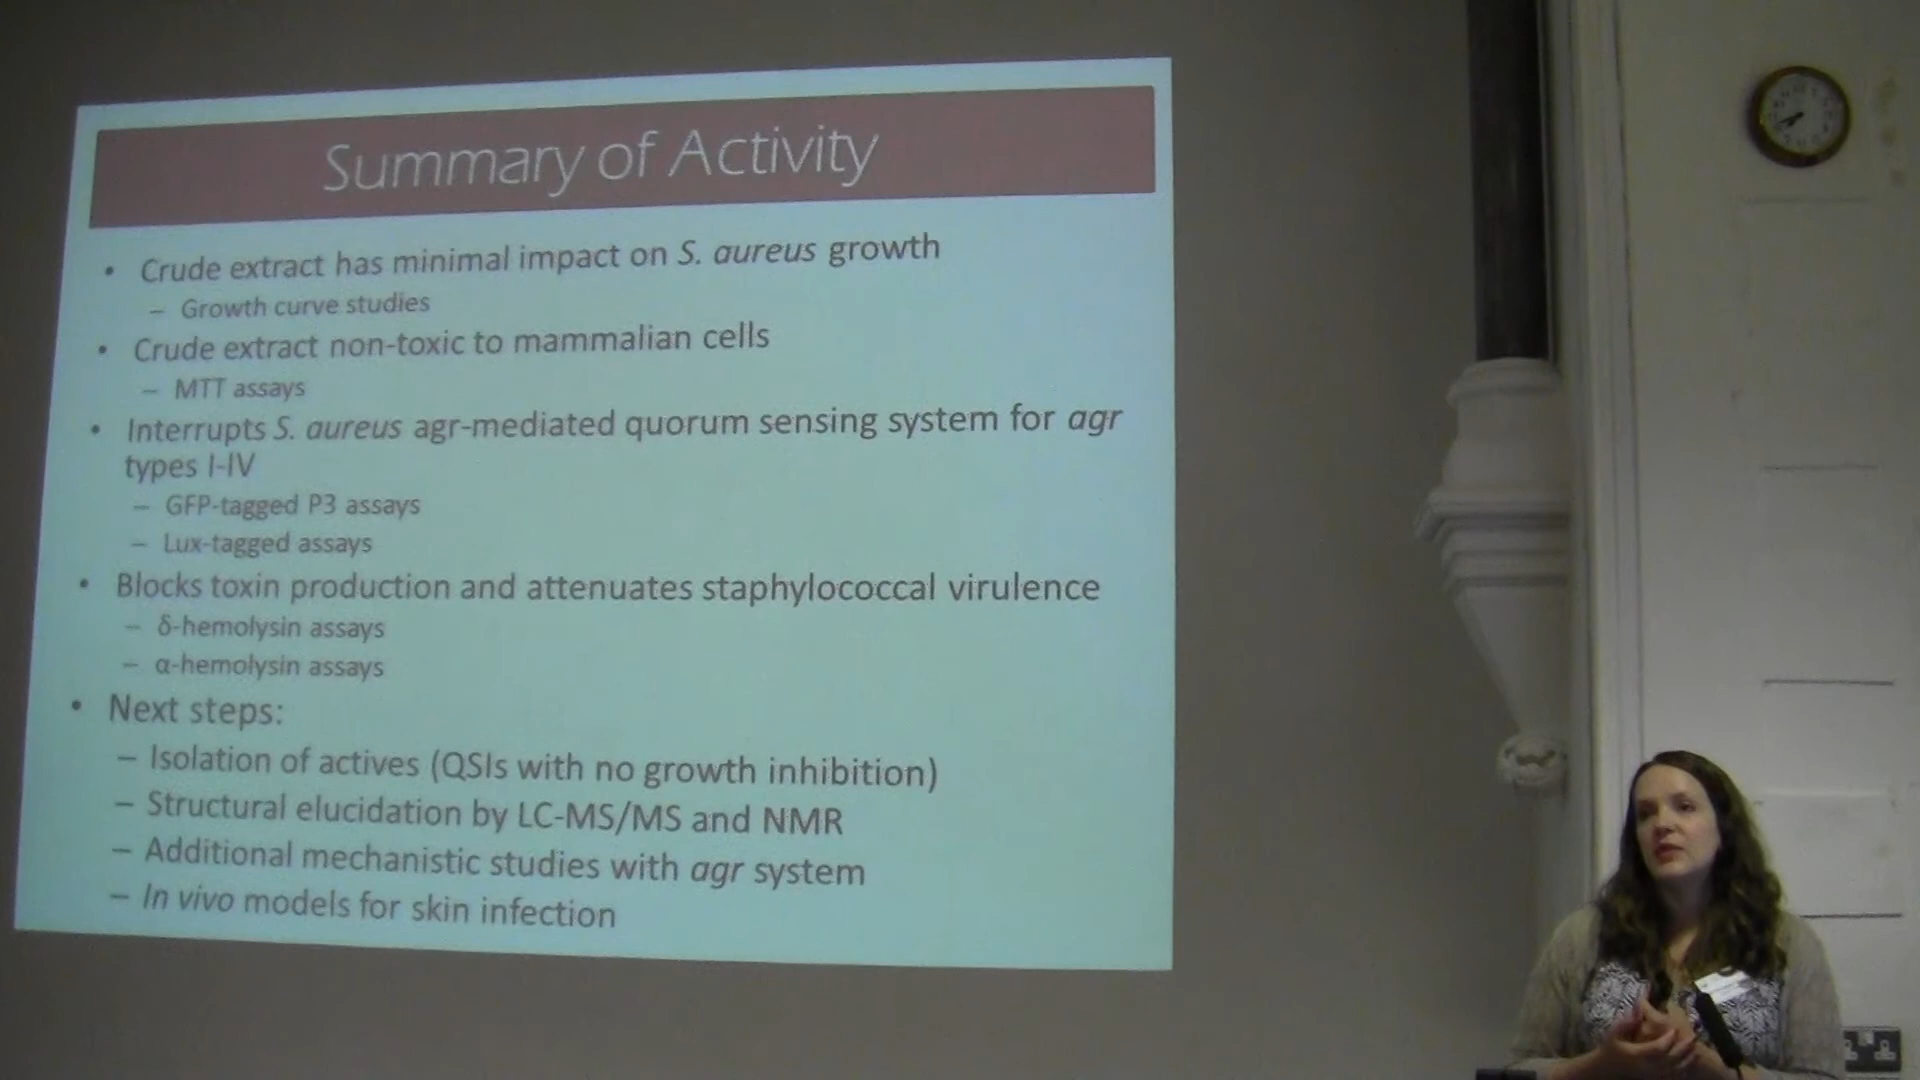 Summary of Activity
• Crude extract has minimal impact on S. aureus growth
– Growth curve studies
• Crude extract non-toxic to mammalian cells
– MTT assays
• Interrupts S. aureus agr-mediated quorum sensing system for agr
types I-IV
– GFP-tagged P3 assays
– Lux-tagged assays
• Blocks toxin production and attenuates staphylococcal virulence
– δ-hemolysin assays
– α-hemolysin assays
• Next steps:
– Isolation of actives (QSIs with no growth inhibition)
– Structural elucidation by LC-MS/MS and NMR
– Additional mechanistic studies with agr system
– In vivo models for skin infection